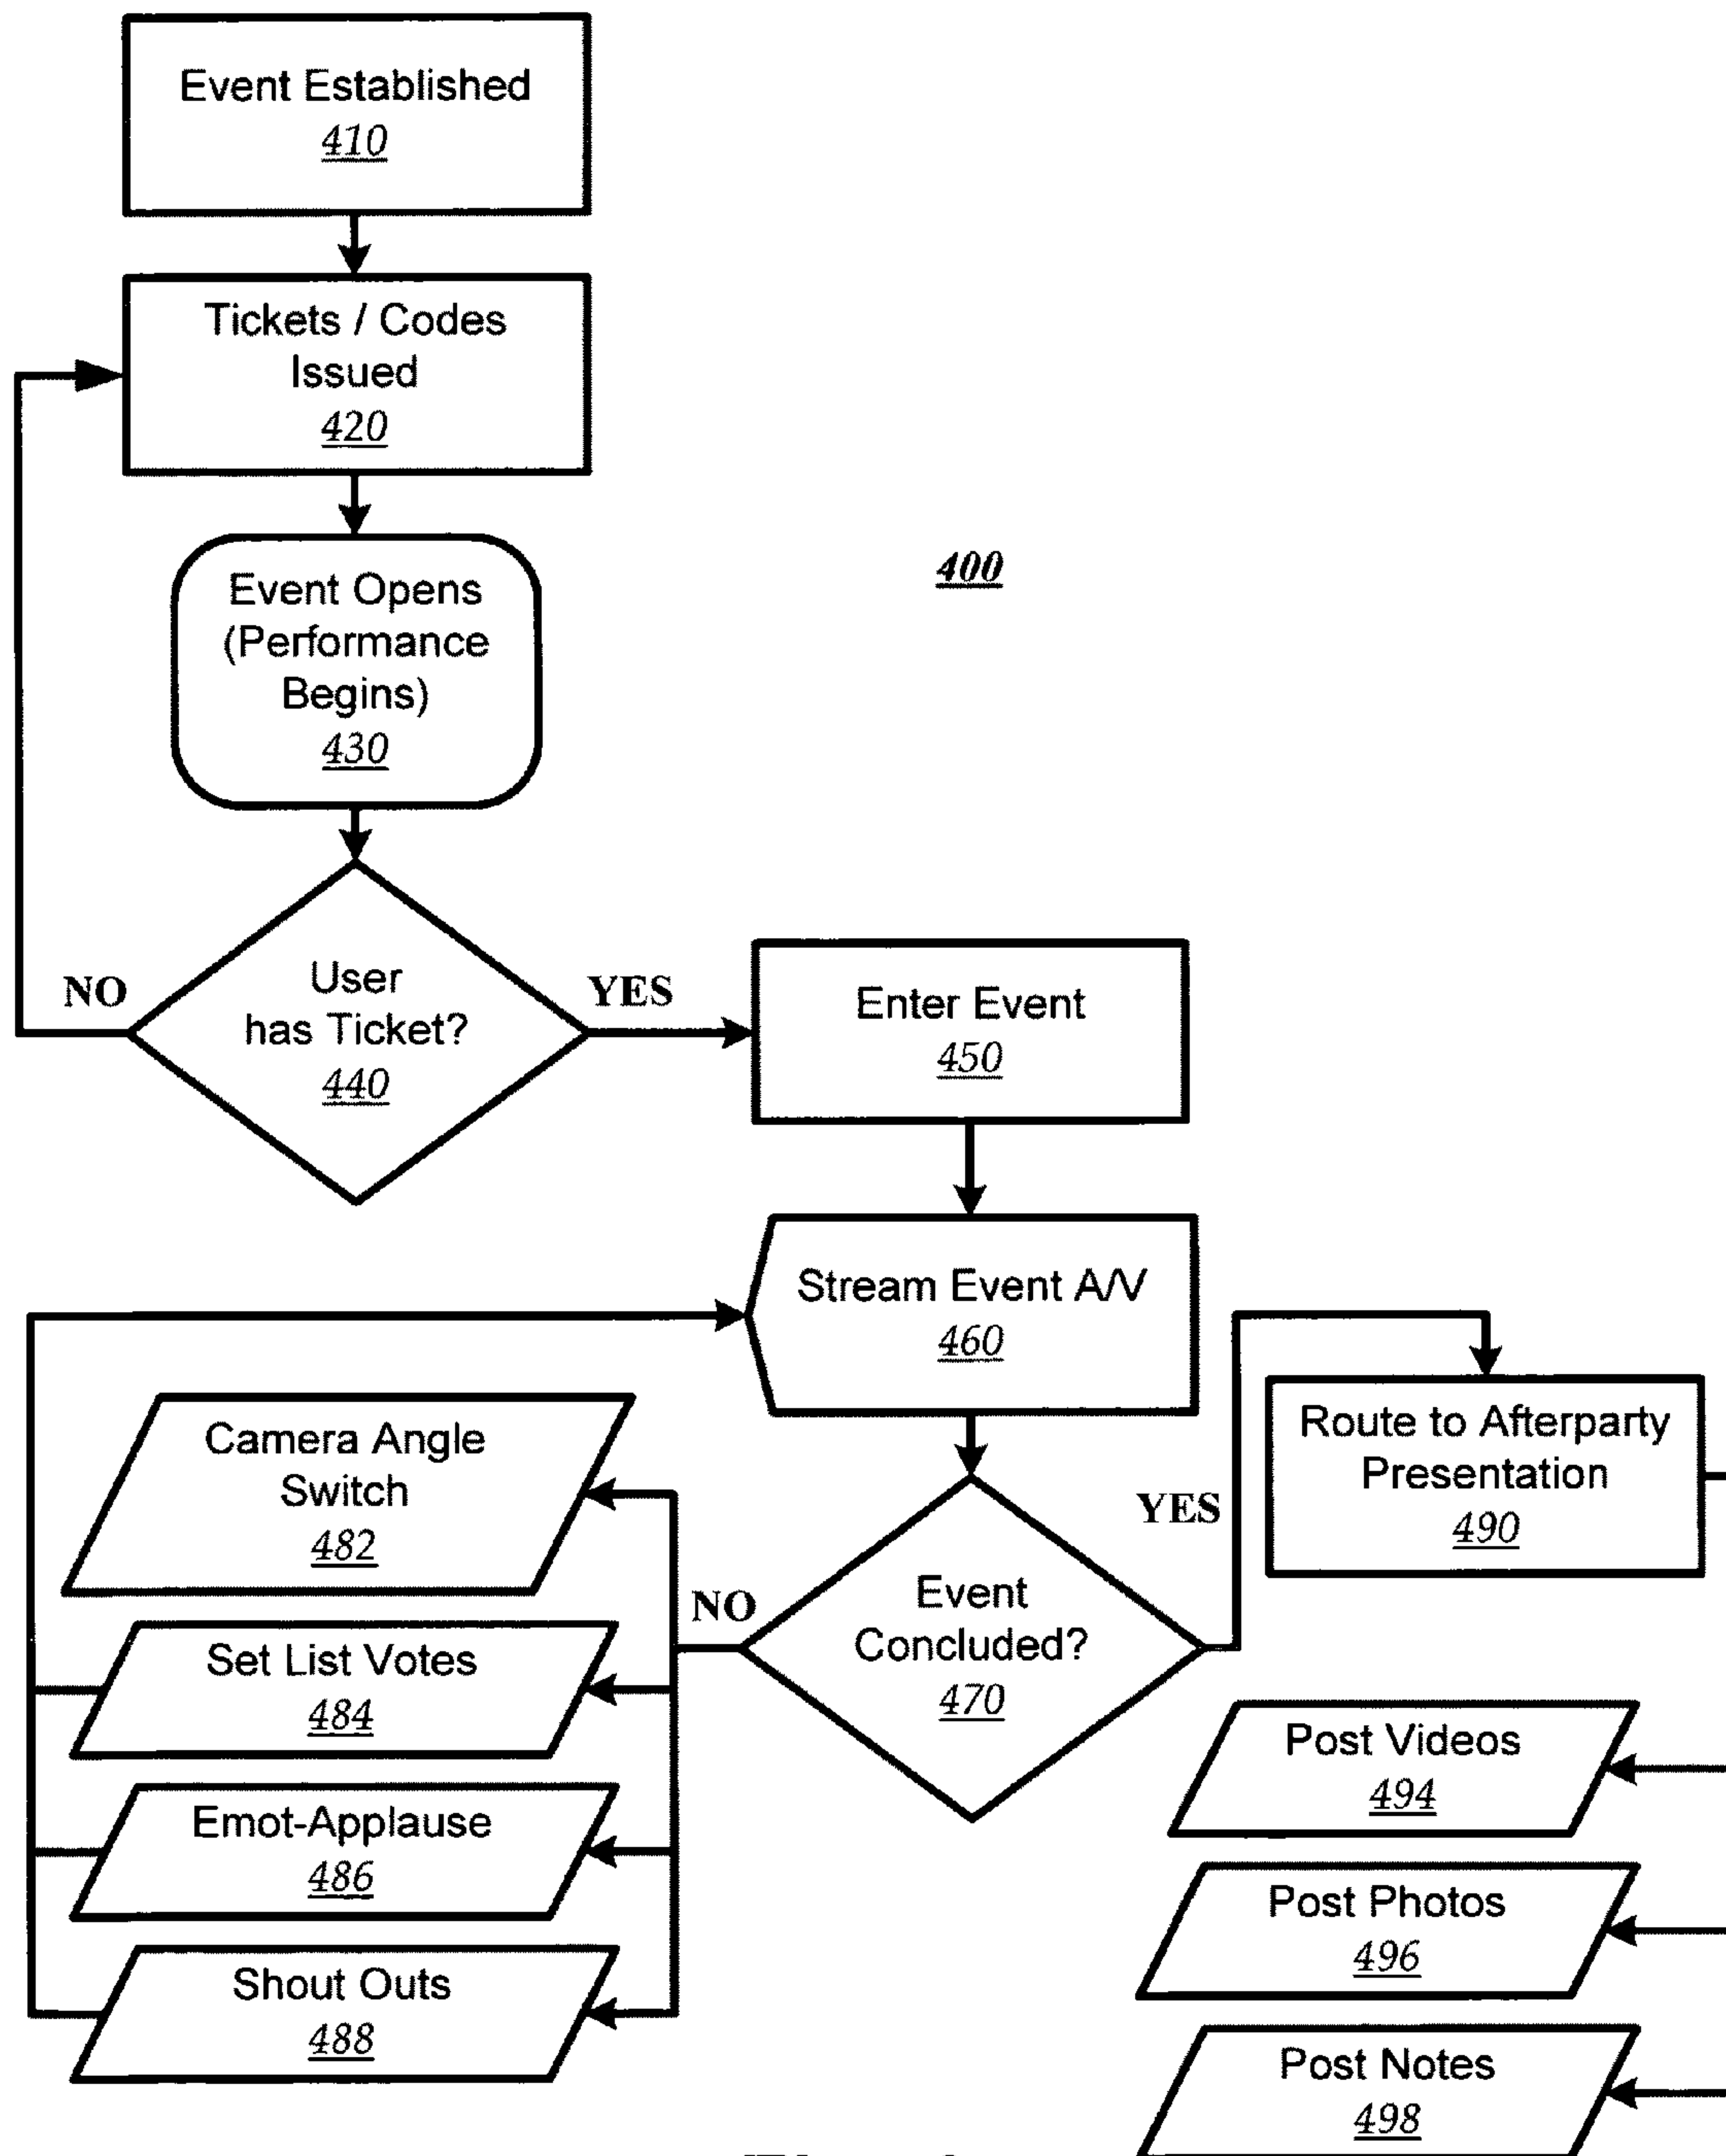 Event Established
410
Tickets / Codes
Issued
420
Event Opens
(Performance
Begins)
430
400
User
has Ticket?
440
NO
YES
Enter Event
450
Stream Event A/V
460
Camera Angle
Switch
482
Route to Afterparty
Presentation
490
YES
NO
Event
Concluded?
470
Set List Votes
484
Post Videos
494
Emot-Applause
486
Post Photos
496
Shout Outs
488
Post Notes
498